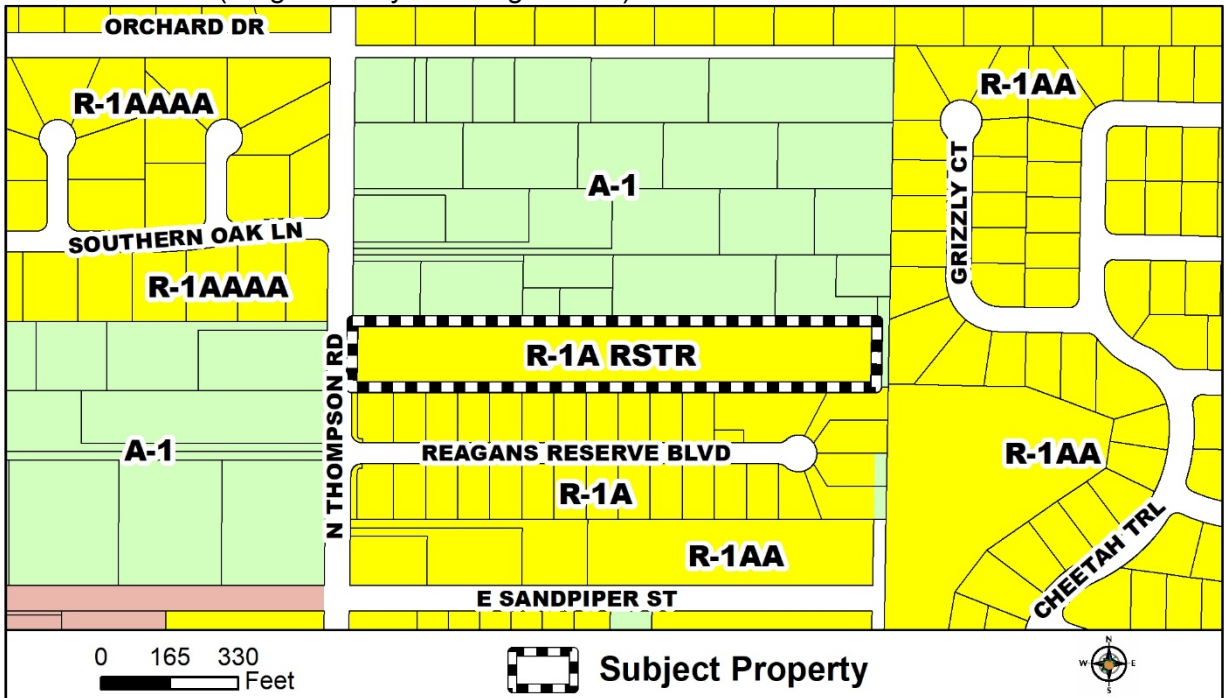 ORCHARD DR
R-1AAAA
R-1AA
A-1
GRIZZLY CT
SOUTHERN OAK LN
R-1AAAA
R-1A RSTR
N THOMPSON RD
A-1
REAGANS RESERVE BLVD
R-1AA
R-1A
R-1AA
CHEETAH TRL
E SANDPIPER ST
0 165 330
Feet
Subject Property
N
W E
S